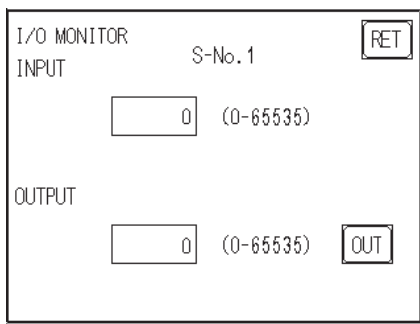 I/O MONITOR
S-No.1
RET
INPUT
0 (0-65535)
OUTPUT
0 (0-65535) OUT